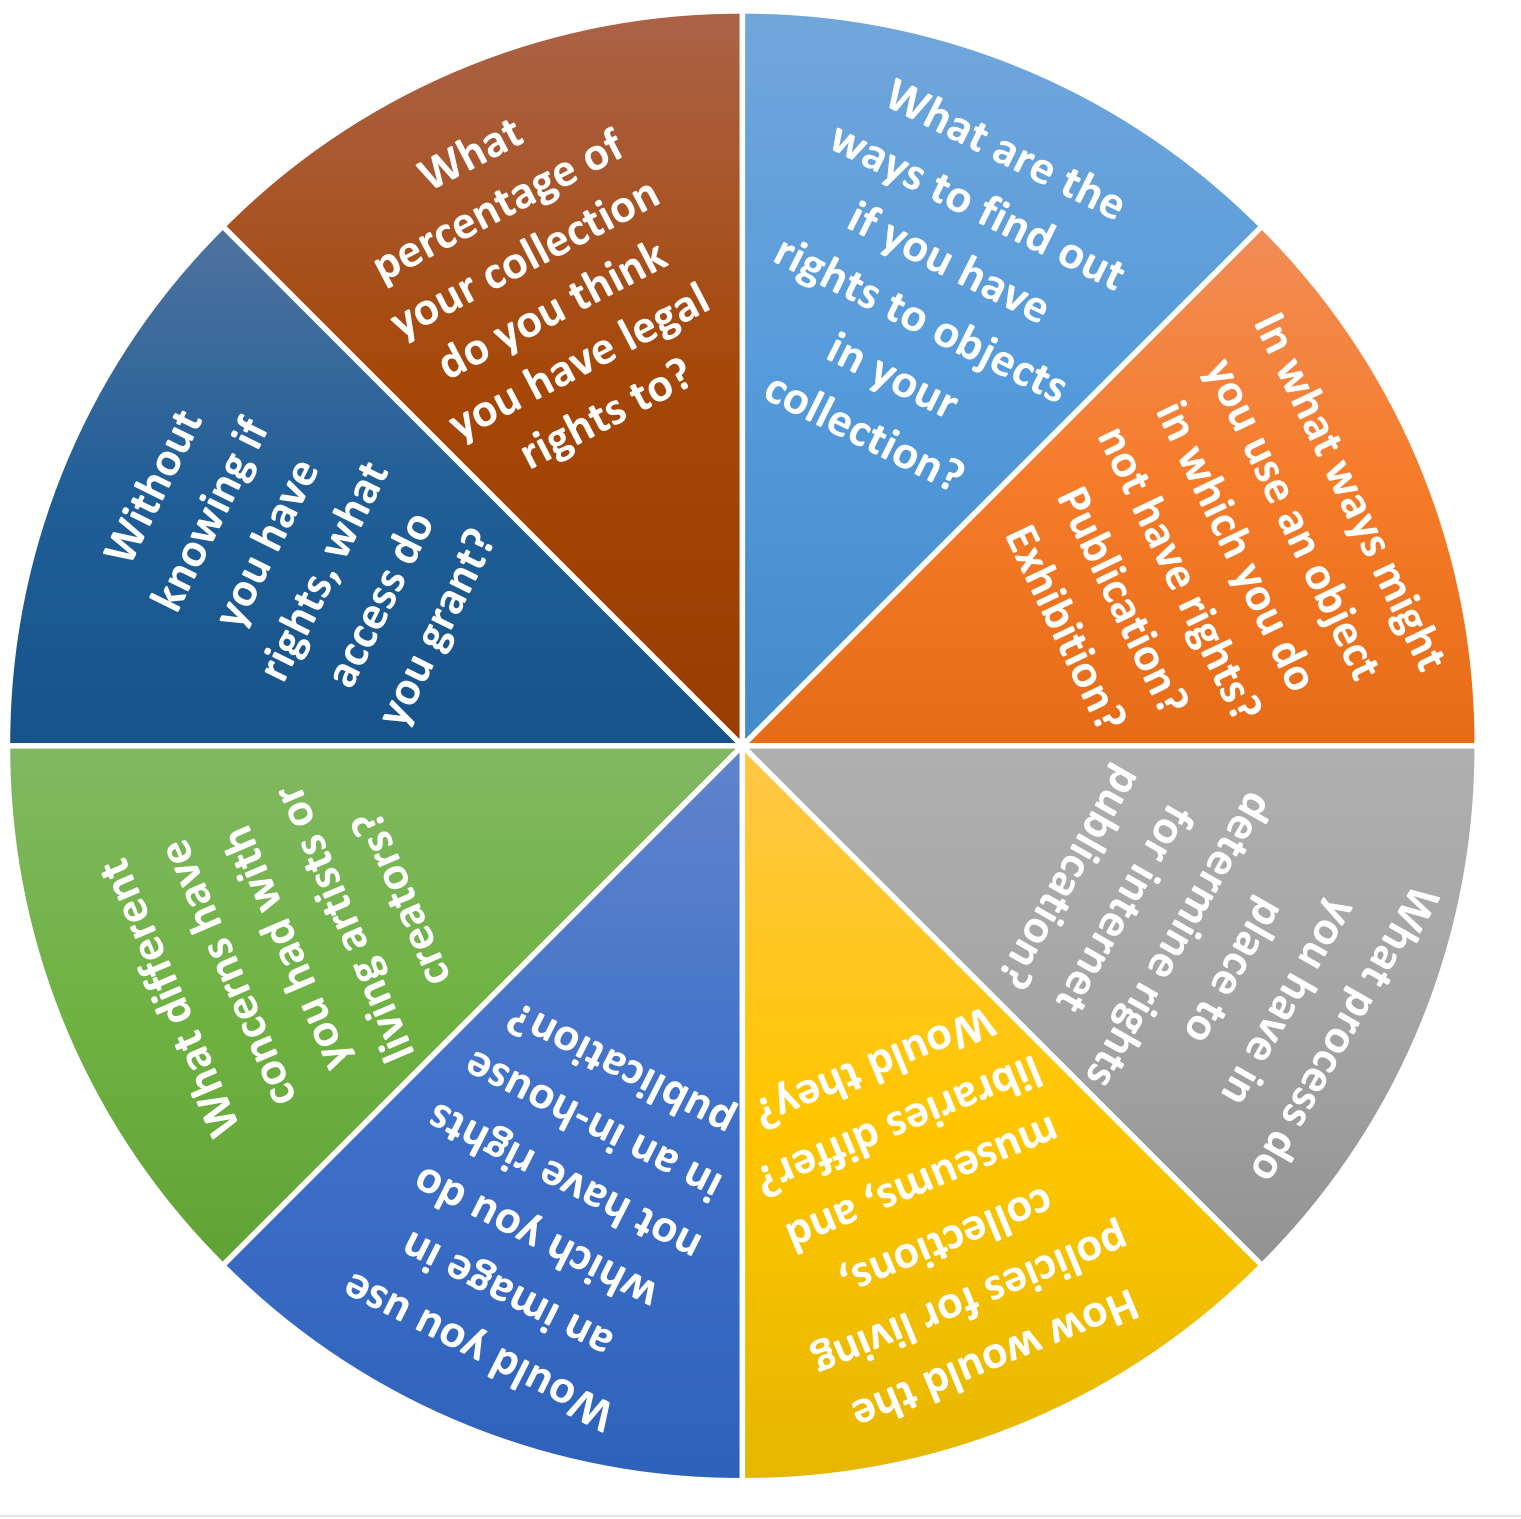 What are the
ways to find out
if you have
rights to objects
in your
collection?
In what ways might
you use an object
in which you do
not have rights?
Publication?
Exhibition?
What process do
you have in
place to
determine rights
for internet
publication?
How would the
policies for living
collections,
museums, and
libraries differ?
Would they?
Would you use
an image in
which you do
not have rights
in an in-house
publication?
What different
concerns have
you had with
living artists or
creators?
Without
knowing if
you have
rights, what
access do
you grant?
What
percentage of
your collection
do you think
you have legal
rights to?